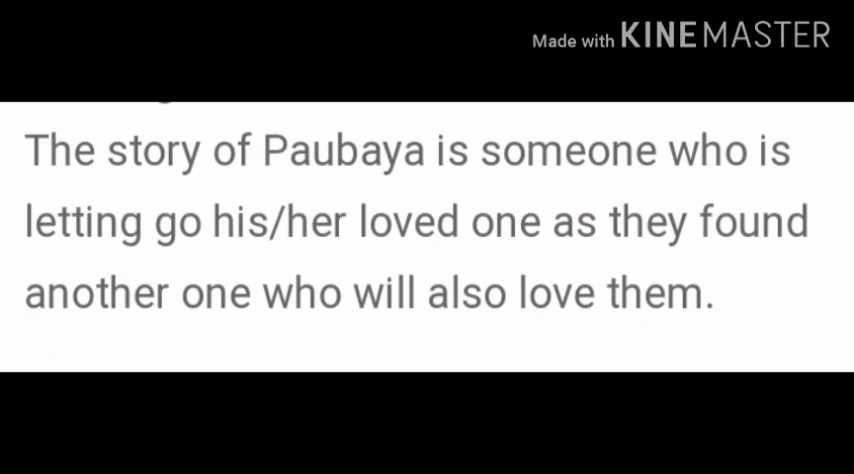 Made with KINEMASTER
The story of Paubaya is someone who is
letting go his/her loved one as they found
another one who will also love them.